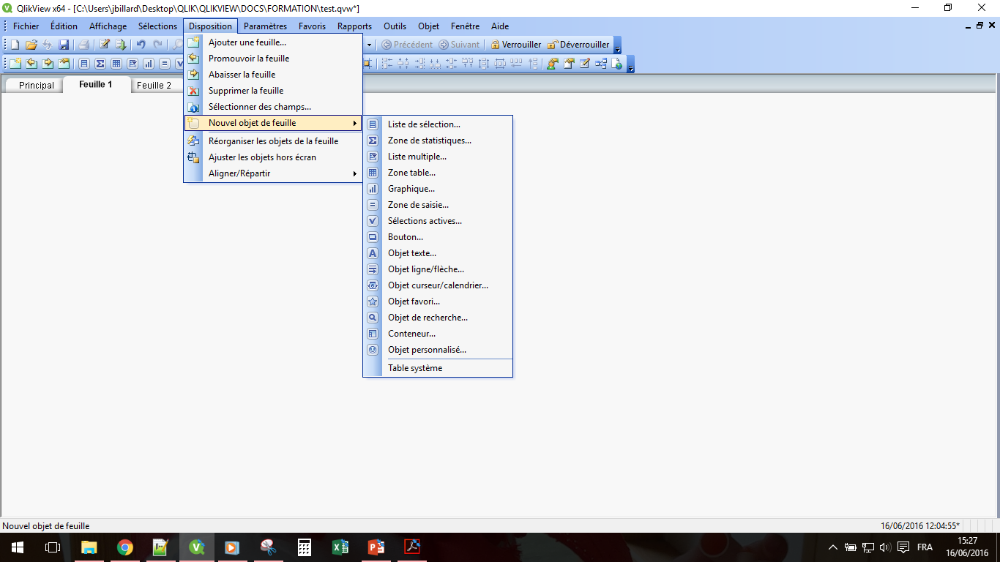 QlikView x64 - [C:\Users\jbillard\Desktop\QLIK\QLIKVIEW\DOCS\FORMATION\test.qvw*]
Fichier Édition Affichage Sélections Disposition Paramètres Favoris Rapports Outils Objet Fenêtre Aide
Précédent Suivant Verrouiller Déverrouiller
Principal Feuille 1 Feuille 2
Ajouter une feuille...
Promouvoir la feuille
Abaisser la feuille
Supprimer la feuille
Sélectionner des champs...
Nouvel objet de feuille
Réorganiser les objets de la feuille
Ajuster les objets hors écran
Aligner/Répartir
Liste de sélection...
Zone de statistiques...
Liste multiple...
Zone table...
Graphique...
Zone de saisie...
Sélections actives...
Bouton...
Objet texte...
Objet ligne/flèche...
Objet curseur/calendrier...
Objet favori...
Objet de recherche...
Conteneur...
Objet personnalisé...
Table système
Nouvel objet de feuille
16/06/2016 12:04:55*
FRA
15:27
16/06/2016